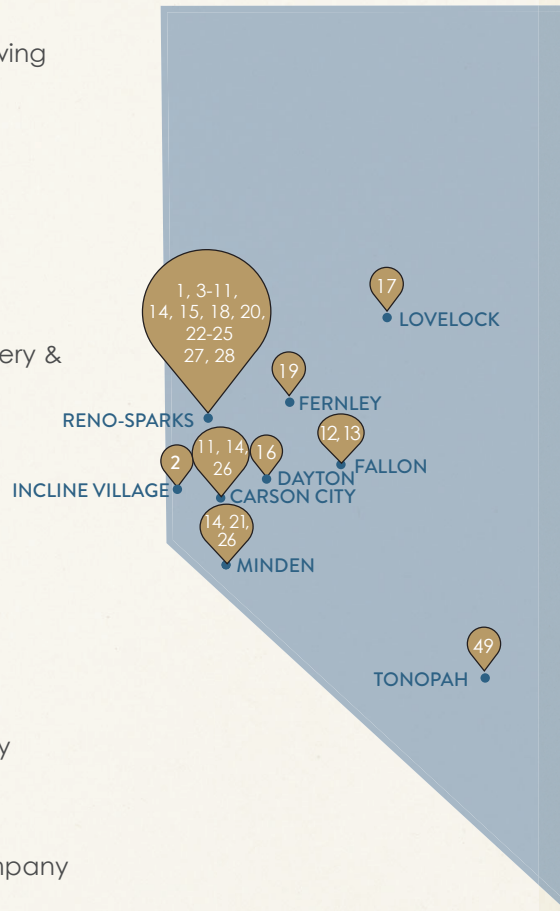 ving
1, 3-11,
14, 15, 18, 20,
22-25
27, 28
17
LOVELOCK
ery &
19
FERNLEY
RENO-SPARKS
12, 13
FALLON
11, 14,
26
16
DAYTON
2
INCLINE VILLAGE
CARSON CITY
14, 21,
26
MINDEN
49
TONOPAH
y
mpany